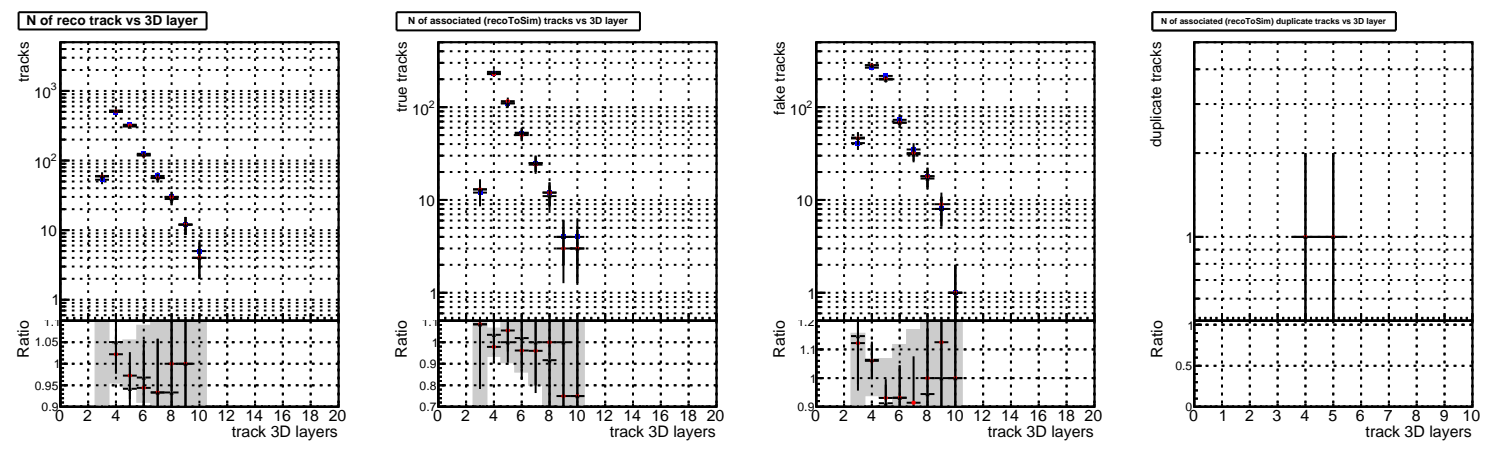 N of reco track vs 3D layer
tracks
10³
10²
10
1
Ratio
1.1
1.05
1
0.95
0.9
0 2 4 6 8 10 12 14 16 18 20
track 3D layers
N of associated (recoToSim) tracks vs 3D layer
true tracks
10²
10
1
Ratio
1.1
1
0.9
0.8
0.7
0 2 4 6 8 10 12 14 16 18 20
track 3D layers
fake tracks
10²
10
1
Ratio
1.2
1.1
1
0.9
0 2 4 6 8 10 12 14 16 18 20
track 3D layers
N of associated (recoToSim) duplicate tracks vs 3D layer
duplicate tracks
1
Ratio
1
0.5
0
0 1 2 3 4 5 6 7 8 9 10
track 3D layers